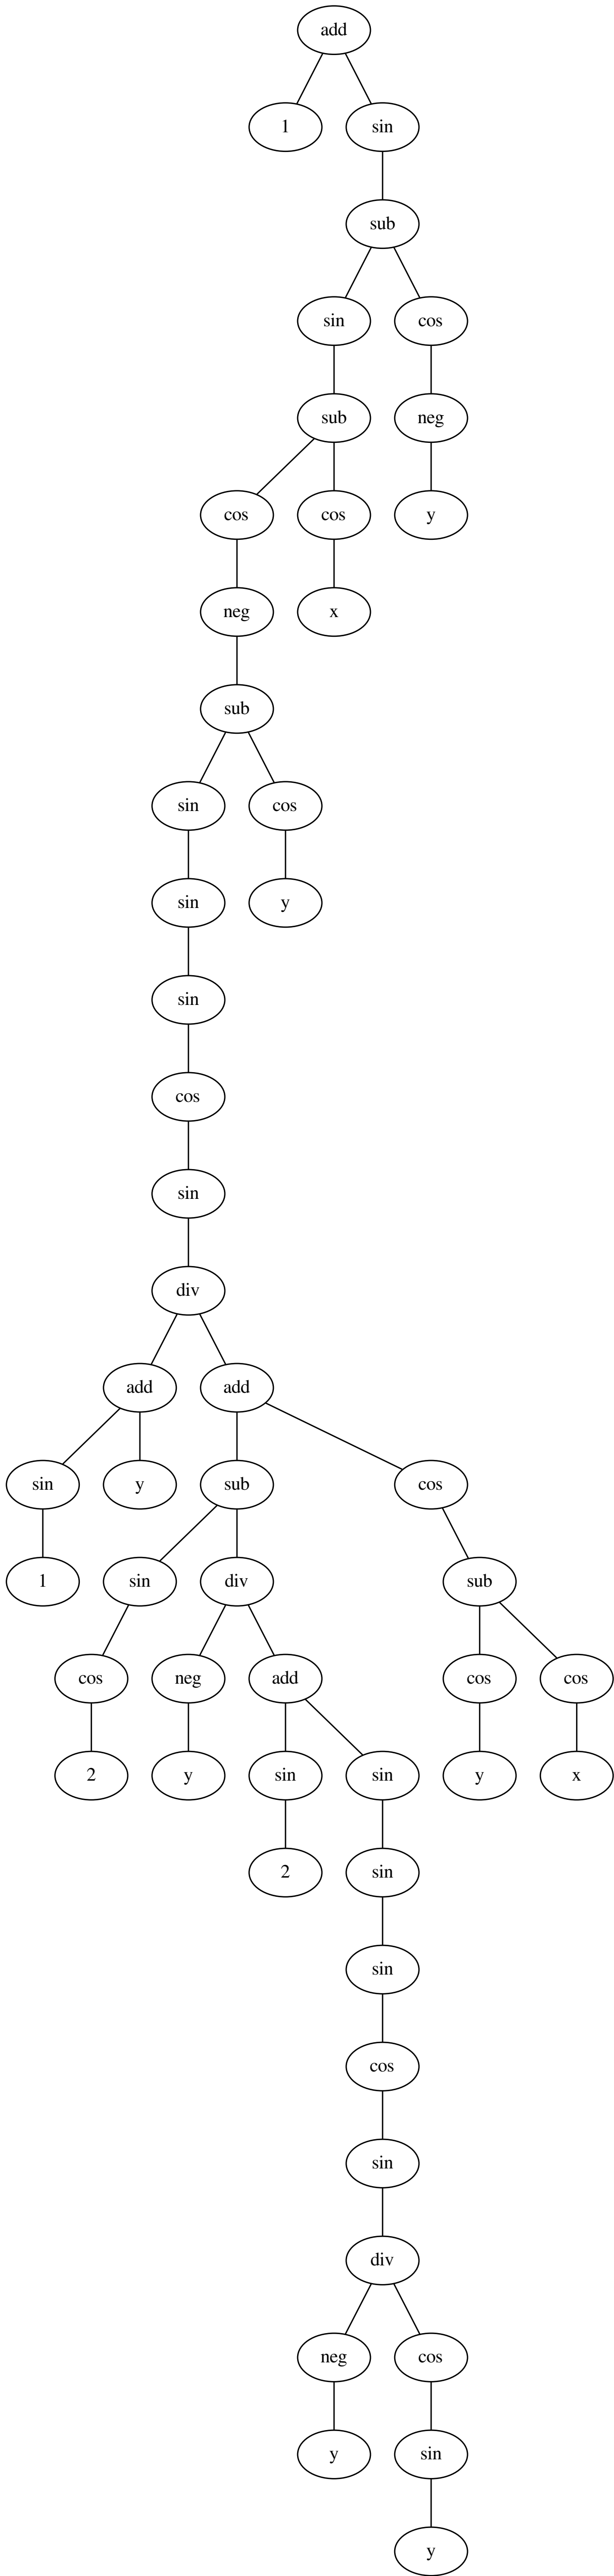 add
1 sin
sub
sin cos
sub neg
cos cos y
neg x
sub
sin cos
sin y
sin
cos
sin
div
add add
sin y sub cos
1 sin div sub
cos neg add cos cos
2 y sin sin y x
2 sin
sin
cos
sin
div
neg cos
y sin
y